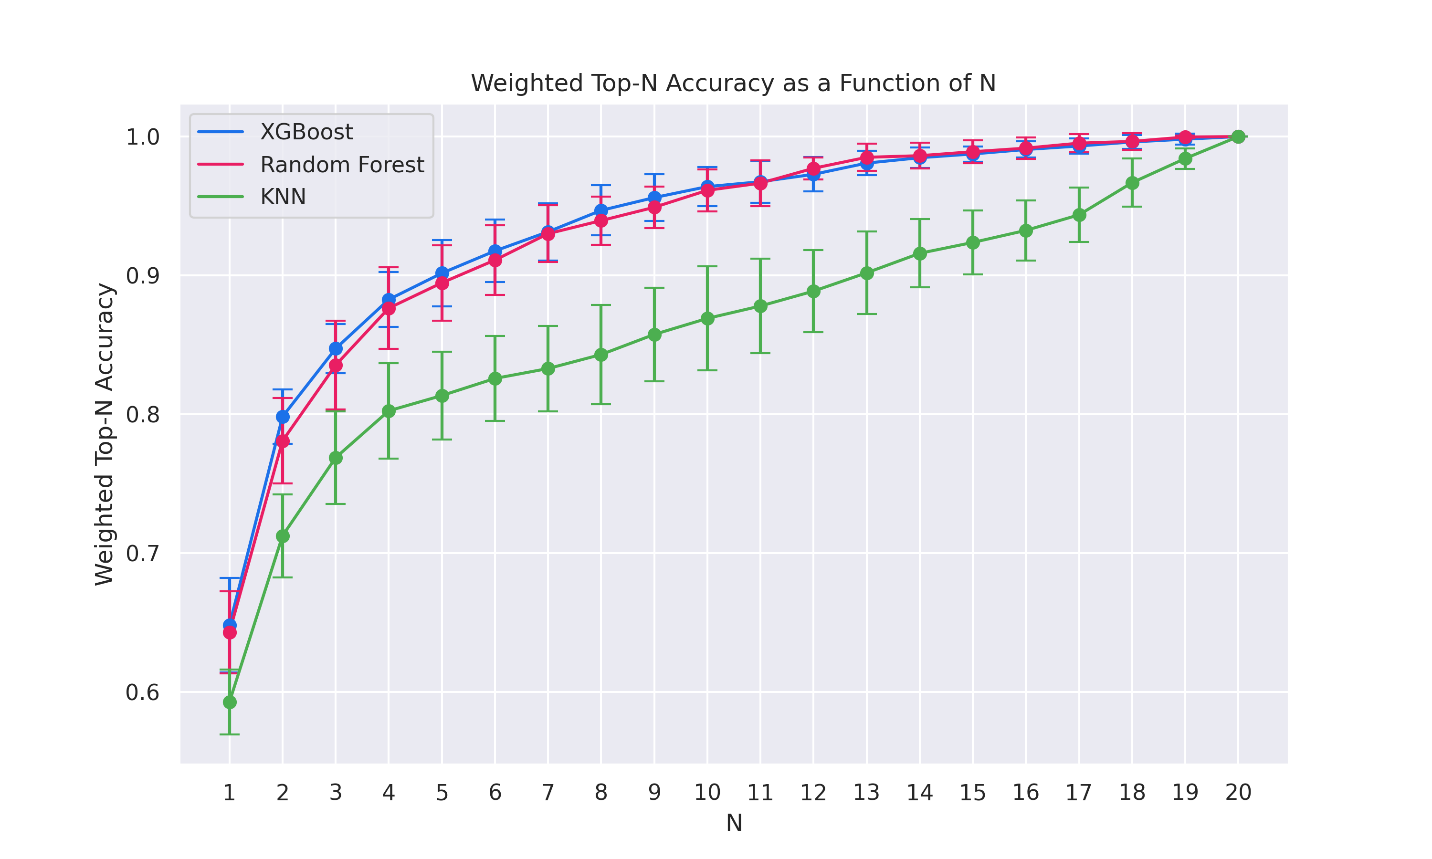 Weighted Top-N Accuracy as a Function of N
XGBoost
Random Forest
KNN
Weighted Top-N Accuracy
1.0
0.9
0.8
0.7
0.6
1 2 3 4 5 6 7 8 9 10 11 12 13 14 15 16 17 18 19 20
N